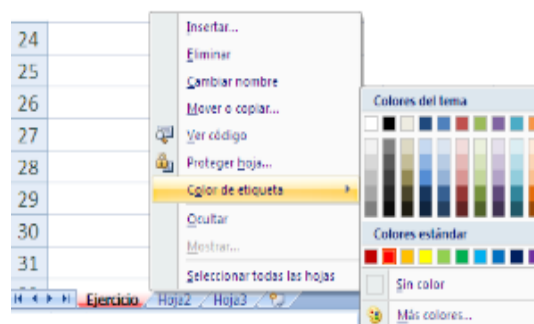 24
25
26
27
28
29
30
31
Insertar...
Eliminar
Cambiar nombre
Mover o copiar...
Ver código
Proteger hoja...
Color de etiqueta
Ocultar
Mostrar...
Seleccionar todas las hojas
Colores del tema
Colores estándar
Sin color
Más colores...
Ejercicio Hoja2 Hoja3